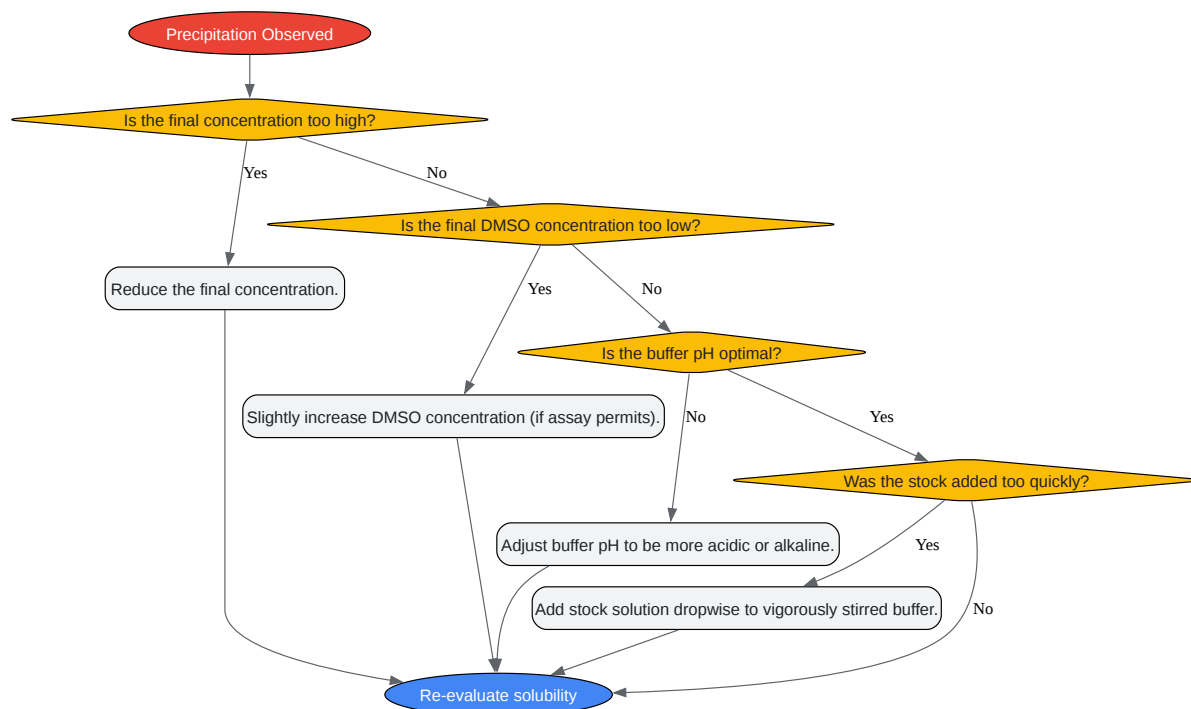 Precipitation Observed
Is the final concentration too high?
Yes
No
Is the final DMSO concentration too low?
Reduce the final concentration.
Yes
No
Is the buffer pH optimal?
Slightly increase DMSO concentration (if assay permits).
No
Yes
Was the stock added too quickly?
Adjust buffer pH to be more acidic or alkaline.
Yes
Add stock solution dropwise to vigorously stirred buffer.
No
Re-evaluate solubility